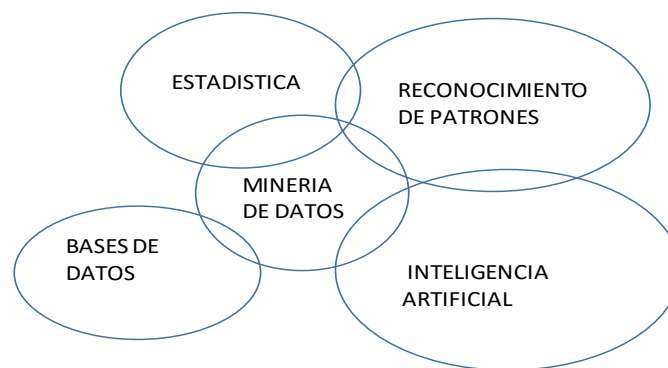 ESTADISTICA
RECONOCIMIENTO
DE PATRONES
MINERIA
DE DATOS
BASES DE
DATOS
INTELIGENCIA
ARTIFICIAL